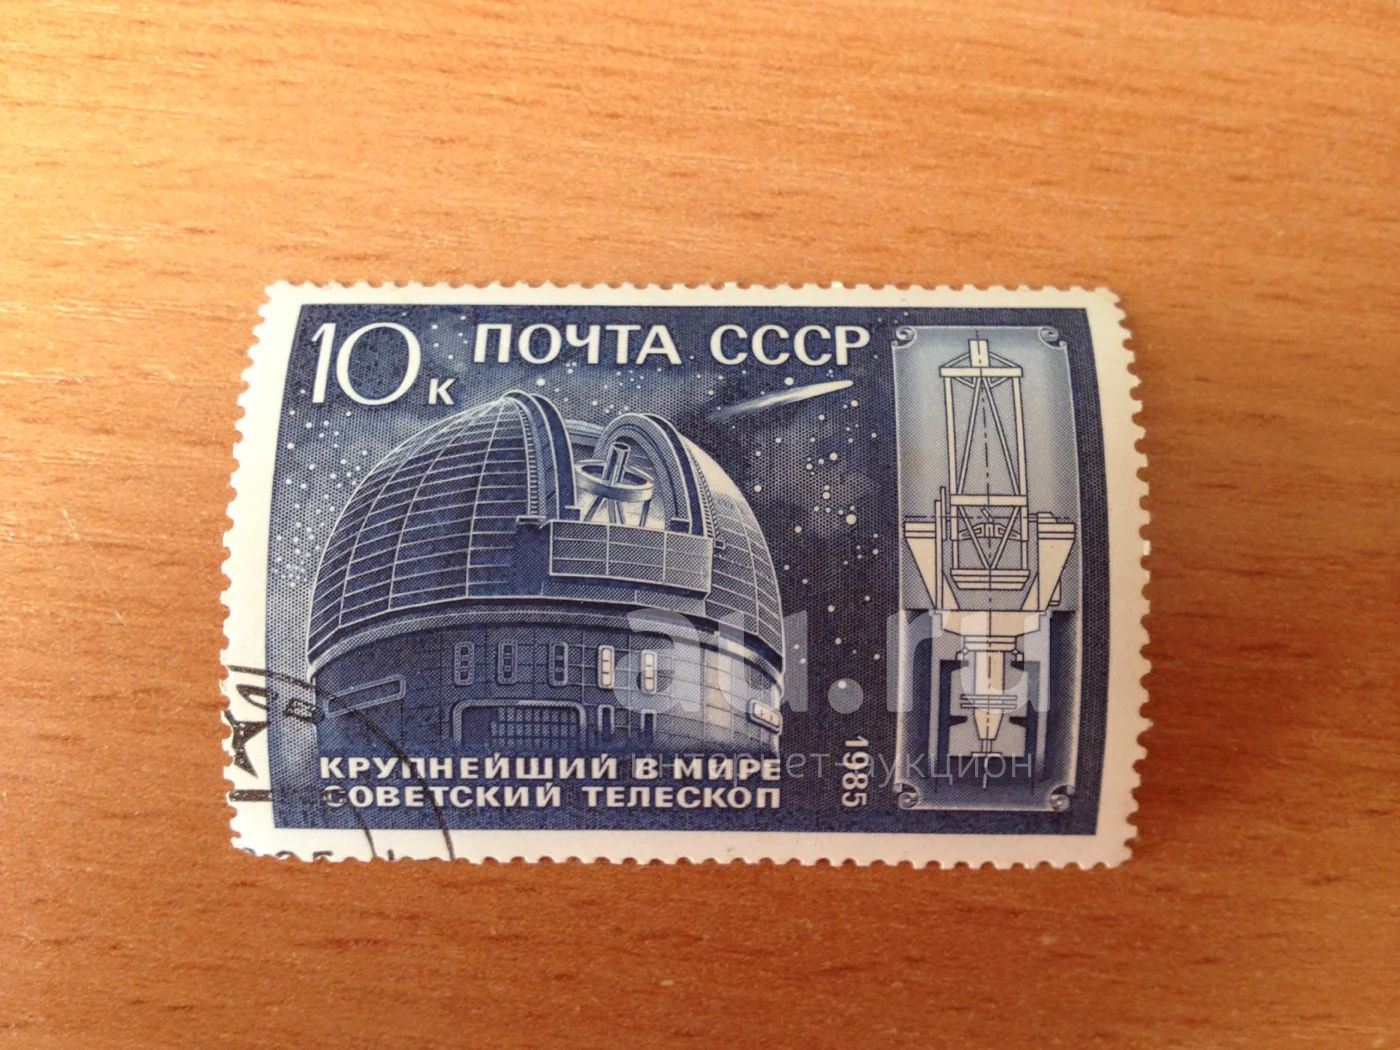 10к ПОЧТА СССР
КРУПНЕЙШИЙ В МИРЕ
СОВЕТСКИЙ ТЕЛЕСКОП
1985
au.ru
интернет-аукцион